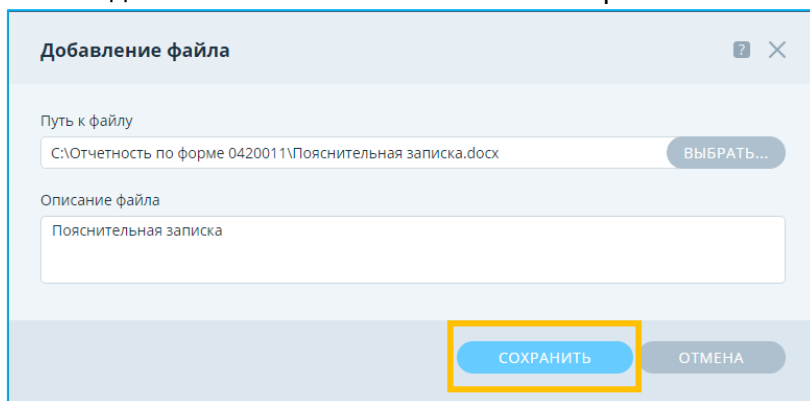 Добавление файла
?
Путь к файлу
C:\Отчетность по форме 0420011\Пояснительная записка.docx
ВЫБРАТЬ...
Описание файла
Пояснительная записка
СОХРАНИТЬ
ОТМЕНА